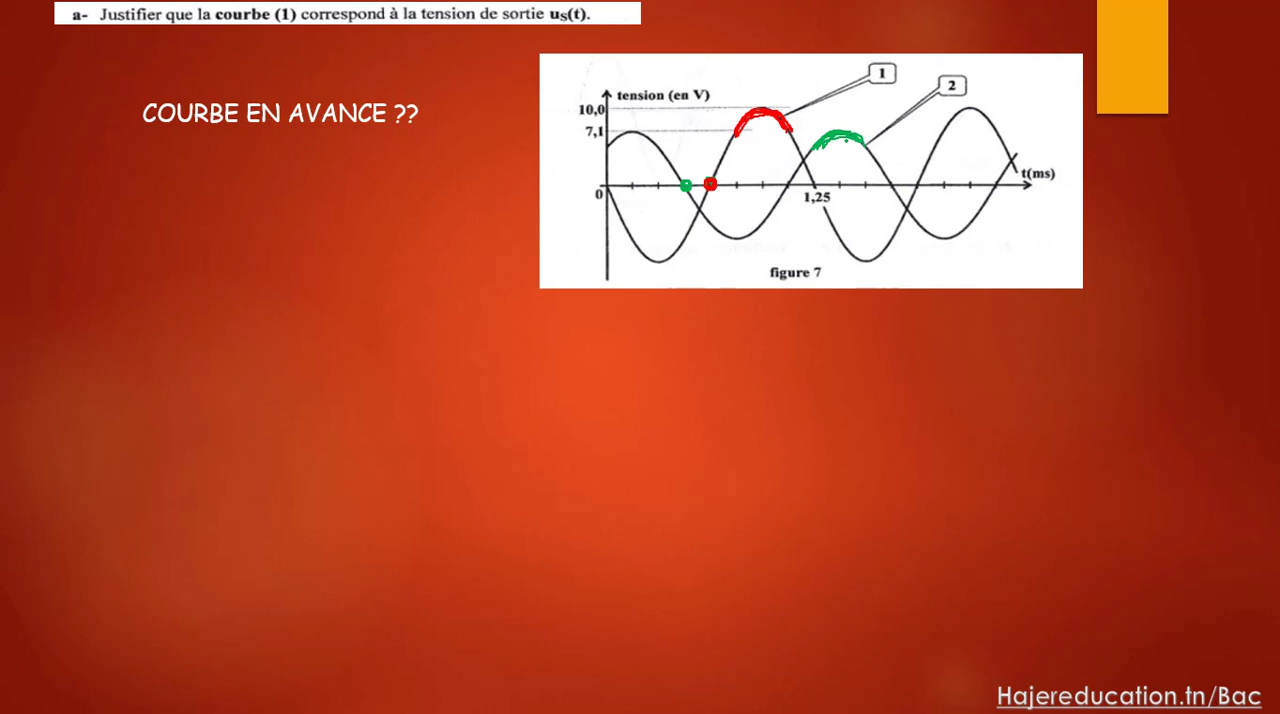 a- Justifier que la courbe (1) correspond à la tension de sortie uS(t).
COURBE EN AVANCE ??
1
2
tension (en V)
10,0
7,1
0
1,25
t(ms)
figure 7
Hajereducation.tn/Bac